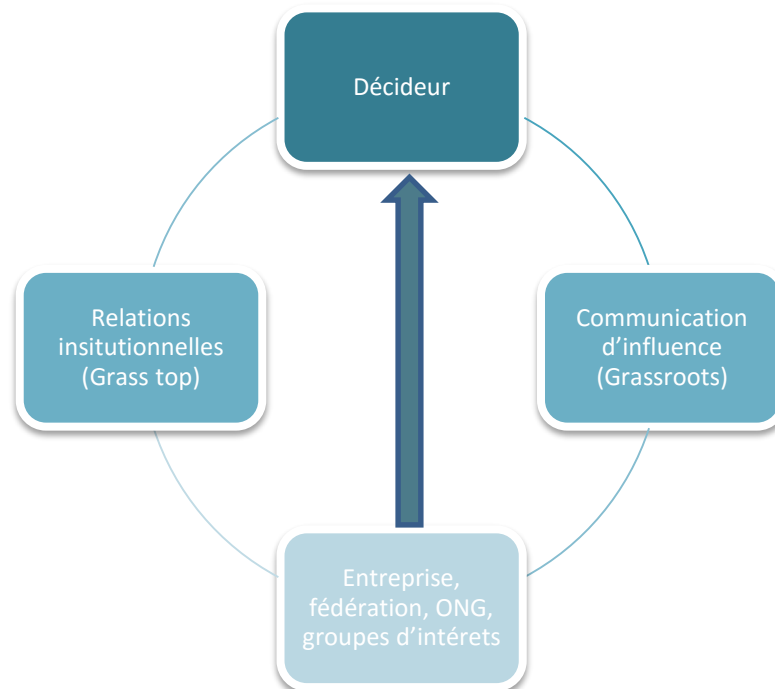 Décideur
Relations
insitutionnelles
(Grass top)
Communication
d’influence
(Grassroots)
Entreprise,
fédération, ONG,
groupes d’intérets